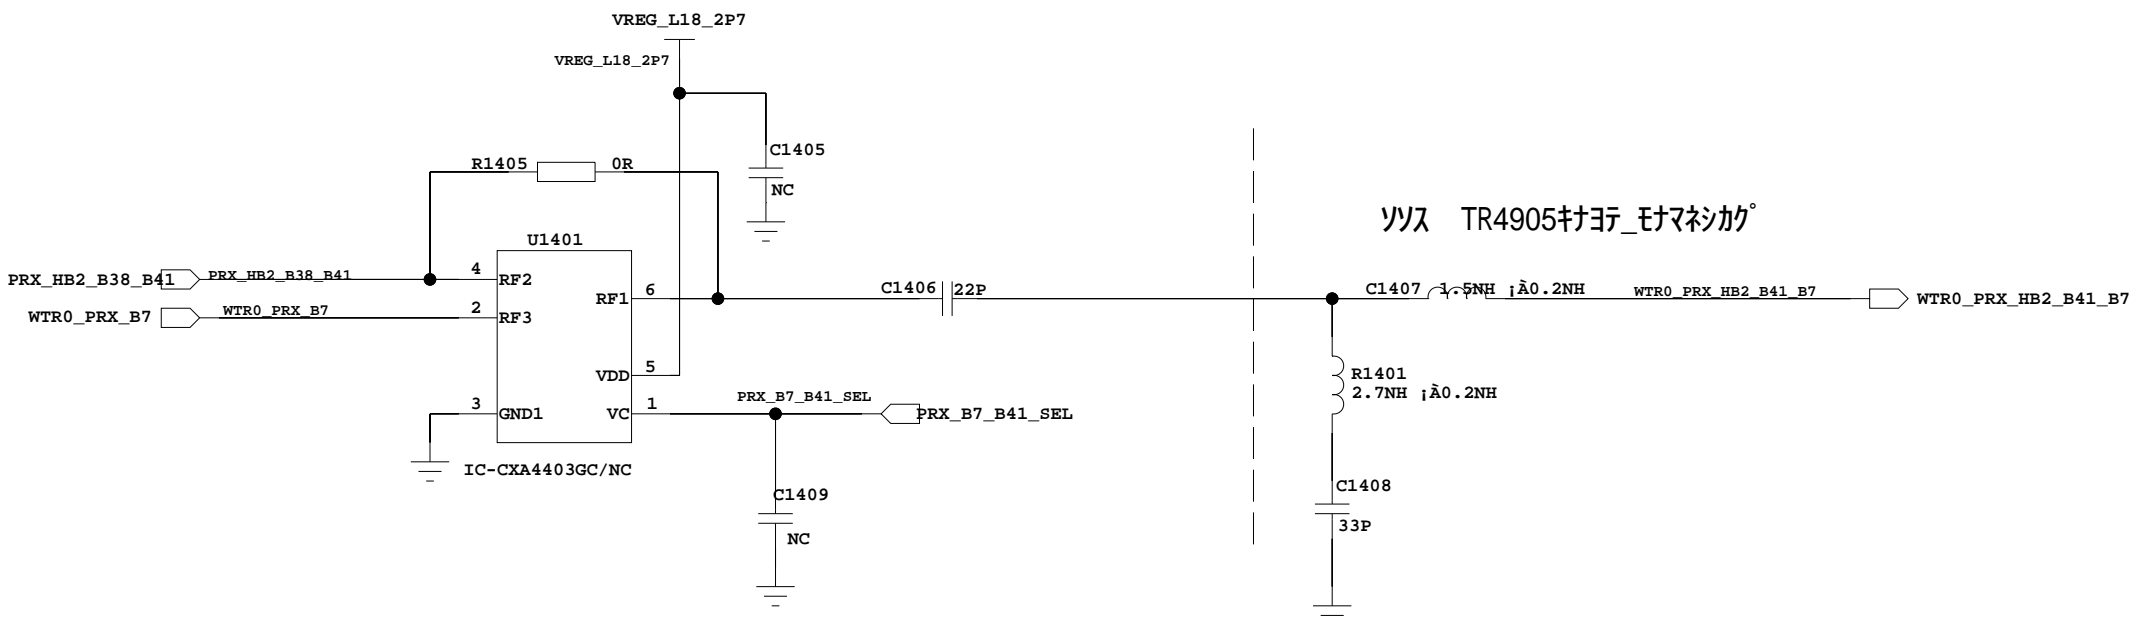 VREG_L18_2P7
VREG_L18_2P7
C1405
NC
R1405 0R
U1401
PRX_HB2_B38_B41 PRX_HB2_B38_B41 4 RF2
WTR0_PRX_B7 WTR0_PRX_B7 2 RF3
RF1 6
VDD 5
3 GND1
VC 1
IC-CXA4403GC/NC
PRX_B7_B41_SEL
PRX_B7_B41_SEL
C1409
NC
C1406 22P
ソソス TR4905キナヨテ_モナマネシカグ
C1407 1.5NH ¡À0.2NH WTR0_PRX_HB2_B41_B7 WTR0_PRX_HB2_B41_B7
R1401
2.7NH ¡À0.2NH
C1408
33P